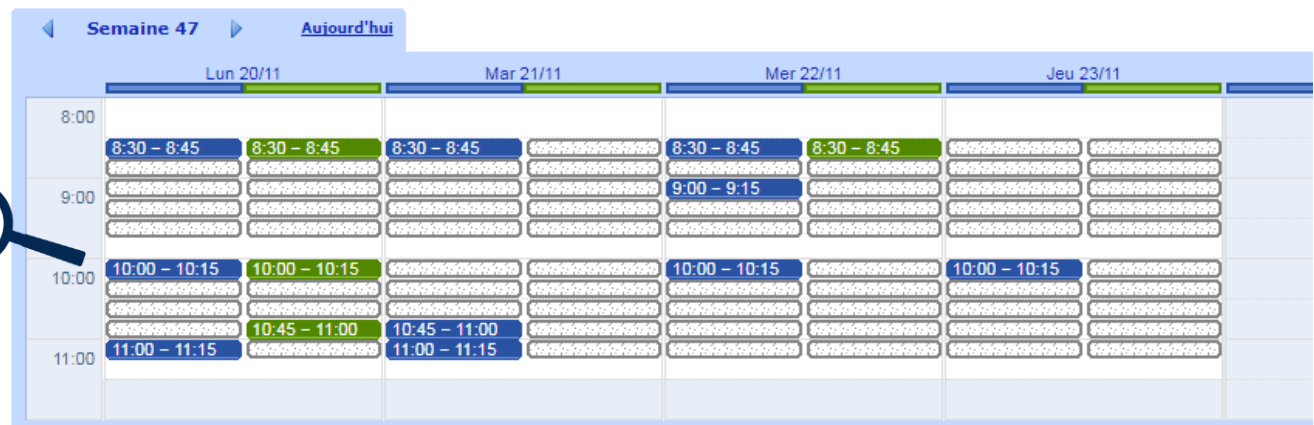 Semaine 47 Aujourd'hui
Lun 20/11 Mar 21/11 Mer 22/11 Jeu 23/11
8:00
8:30 – 8:45 8:30 – 8:45 8:30 – 8:45 8:30 – 8:45 8:30 – 8:45
9:00 – 9:15
9:00
10:00 – 10:15 10:00 – 10:15 10:00 – 10:15 10:00 – 10:15
10:00
10:45 – 11:00 10:45 – 11:00
11:00 – 11:15 11:00 – 11:15
11:00